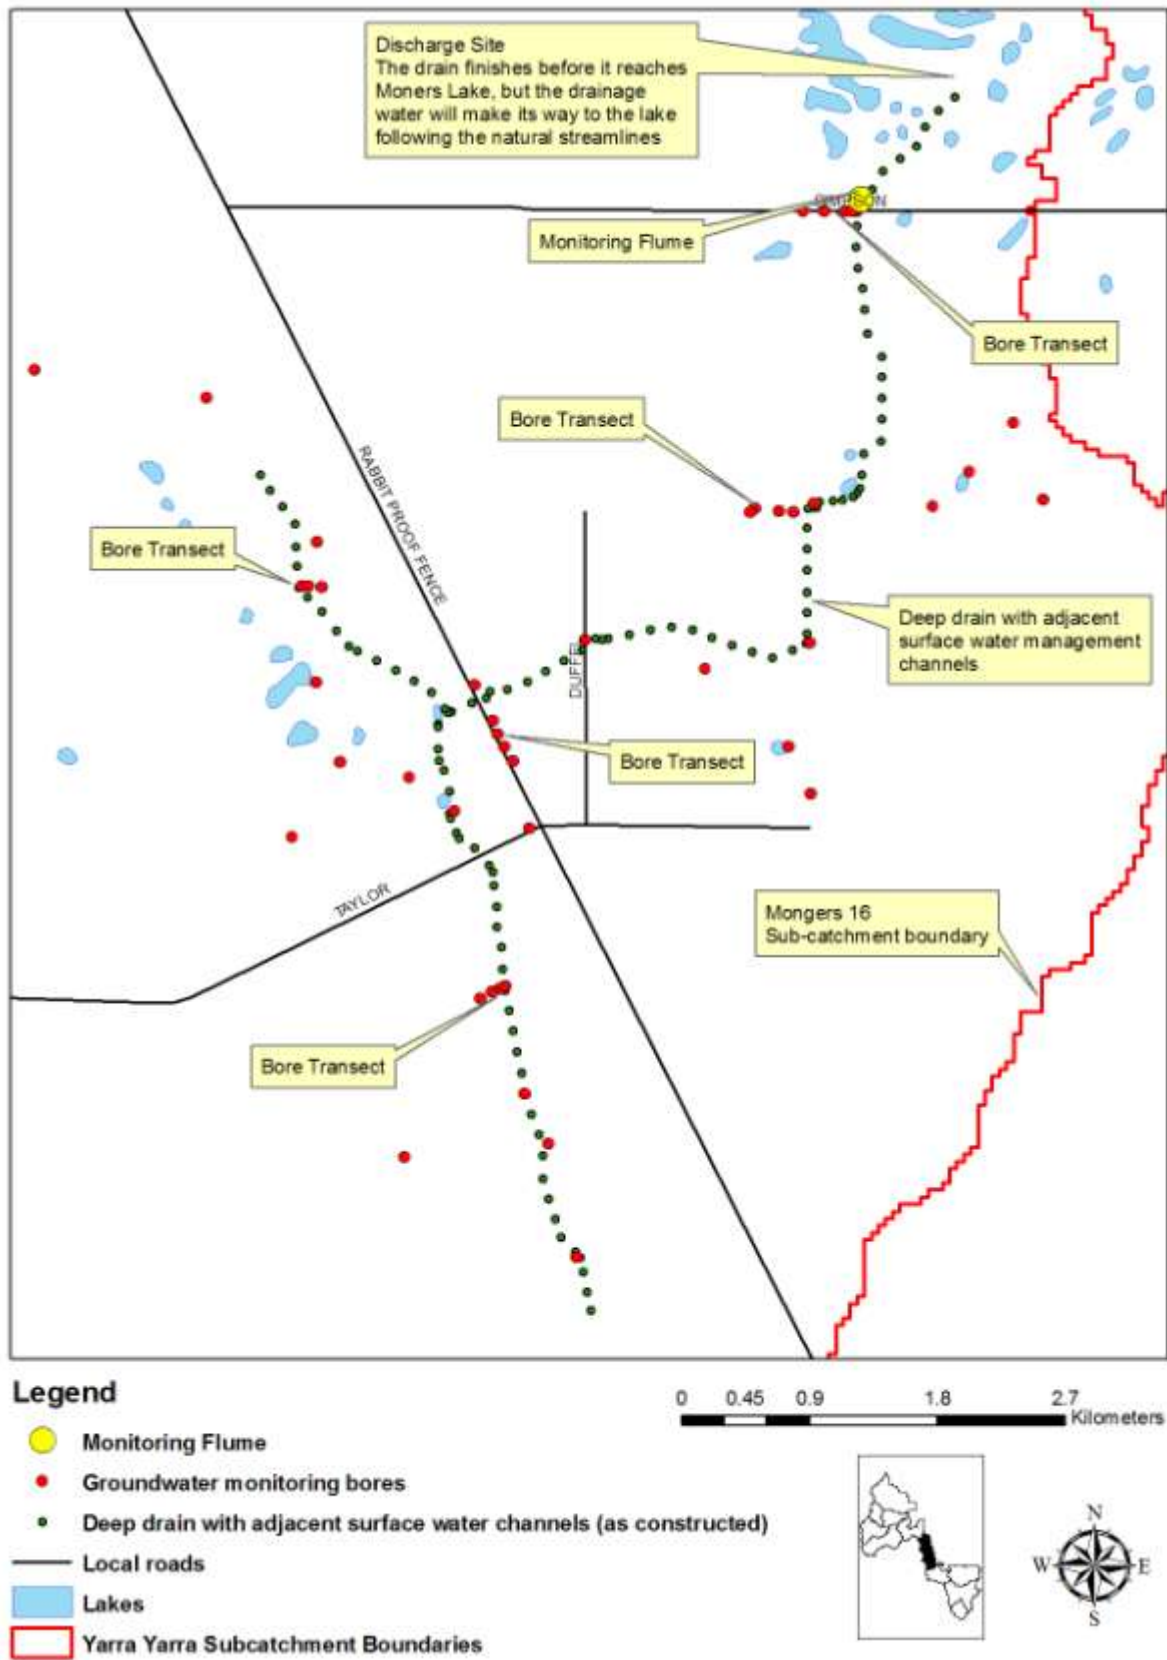 Discharge Site
The drain finishes before it reaches
Moners Lake, but the drainage
water will make its way to the lake
following the natural streamlines
SIMPSON
Monitoring Flume
Bore Transect
Bore Transect
RABBIT PROOF FENCE
Bore Transect
Deep drain with adjacent
surface water management
channels
DUFFE
Bore Transect
Mongers 16
Sub-catchment boundary
TAYLOR
Bore Transect
Legend
Monitoring Flume
Groundwater monitoring bores
Deep drain with adjacent surface water channels (as constructed)
Local roads
Lakes
Yarra Yarra Subcatchment Boundaries
0 0.45 0.9 1.8 2.7
Kilometers
N
W E
S